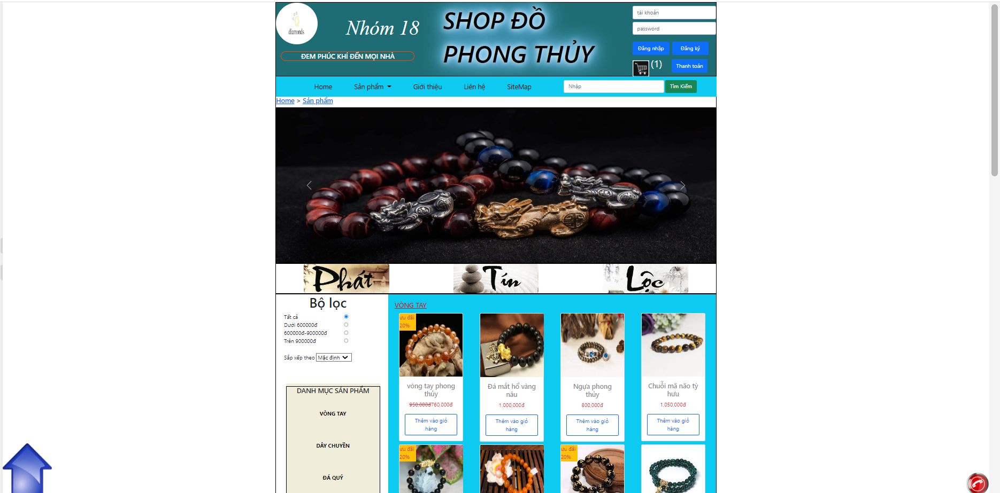 diamonds
Nhóm 18
ĐEM PHÚC KHÍ ĐẾN MỌI NHÀ
SHOP ĐỒ
PHONG THỦY
tài khoản
password
Đăng nhập
Đăng ký
(1)
Thanh toán
Home
Sản phẩm
Giới thiệu
Liên hệ
SiteMap
Nhập
Tìm Kiếm
Home > Sản phẩm
Phát
Tín
Lộc
Bộ lọc
Tất cả
Dưới 600000đ
600000đ-900000đ
Trên 900000đ
Sắp xếp theo Mặc định
DANH MỤC SẢN PHẨM
VÒNG TAY
DÂY CHUYỀN
ĐÁ QUÝ
VÒNG TAY
ưu đãi
20%
vòng tay phong
thủy
950,000đ760,000đ
Thêm vào giỏ
hàng
Đá mắt hổ vàng
nâu
1,000,000đ
Thêm vào giỏ
hàng
Ngựa phong
thủy
800,000đ
Thêm vào giỏ
hàng
Chuỗi mã não tỳ
hưu
1,050,000đ
Thêm vào giỏ
hàng
ưu đãi
20%
ưu đãi
20%